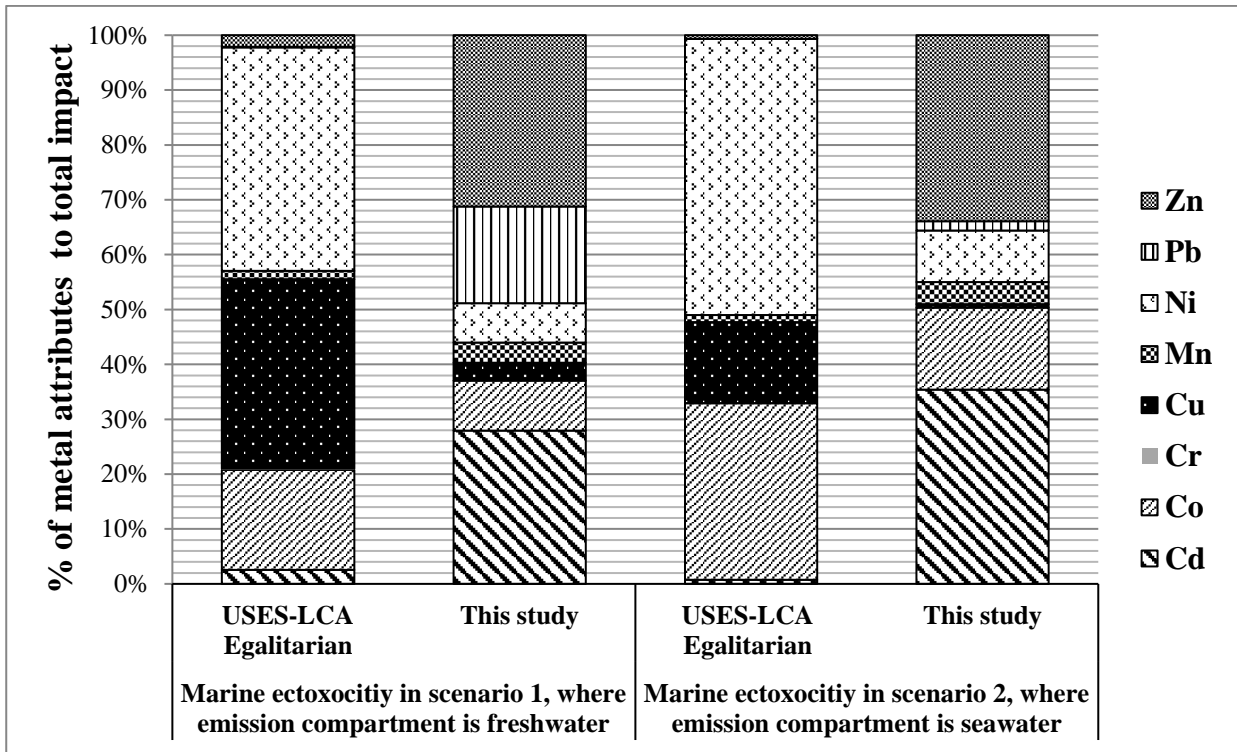 % of metal attributes to total impact
100%
90%
80%
70%
60%
50%
40%
30%
20%
10%
0%
Zn
Pb
Ni
Mn
Cu
Cr
Co
Cd
USES-LCA
Egalitarian
This study
USES-LCA
Egalitarian
This study
Marine ectoxocitiy in scenario 1, where
emission compartment is freshwater
Marine ectoxocitiy in scenario 2, where
emission compartment is seawater